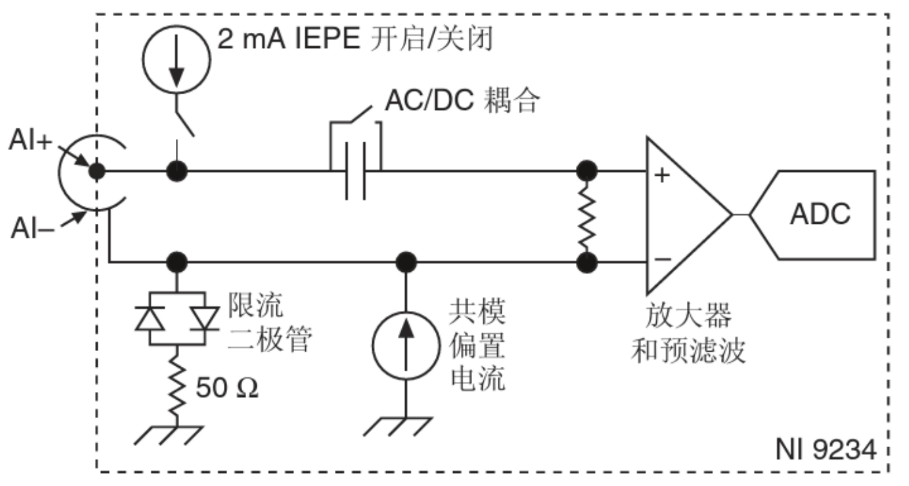 2 mA IEPE 开启/关闭
AC/DC 耦合
AI+
AI–
+
–
ADC
限流
二极管
50 Ω
共模
偏置
电流
放大器
和预滤波
NI 9234